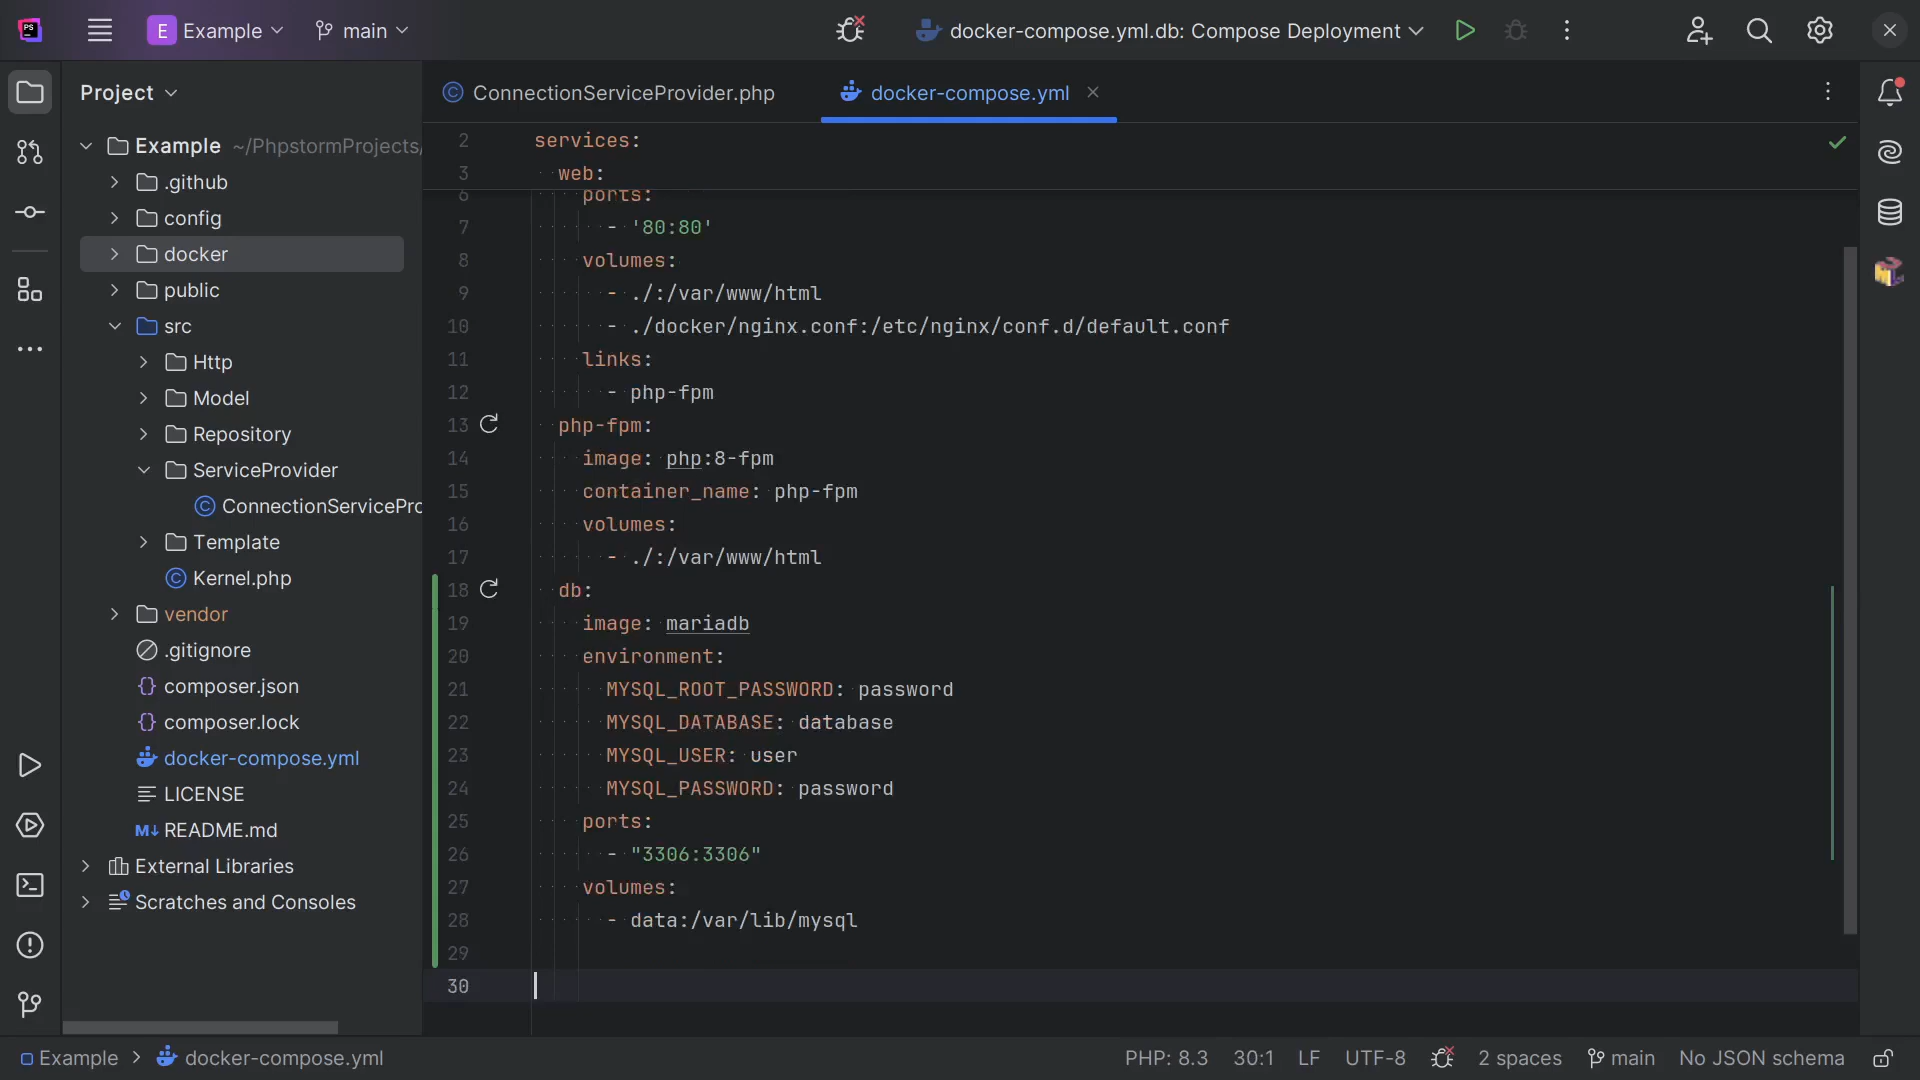 PS
E Example
main
docker-compose.yml.db: Compose Deployment
Project
ConnectionServiceProvider.php
docker-compose.yml
Example ~/PhpstormProjects/
.github
config
docker
public
src
Http
Model
Repository
ServiceProvider
C ConnectionServicePro
Template
C Kernel.php
vendor
.gitignore
{} composer.json
{} composer.lock
docker-compose.yml
LICENSE
M↓ README.md
External Libraries
Scratches and Consoles
2 services:
3 web:
6 ports:
7 - '80:80'
8 volumes:
9 - ./:/var/www/html
10 - ./docker/nginx.conf:/etc/nginx/conf.d/default.conf
11 links:
12 - php-fpm
13 php-fpm:
14 image: php:8-fpm
15 container_name: php-fpm
16 volumes:
17 - ./:/var/www/html
18 db:
19 image: mariadb
20 environment:
21 MYSQL_ROOT_PASSWORD: password
22 MYSQL_DATABASE: database
23 MYSQL_USER: user
24 MYSQL_PASSWORD: password
25 ports:
26 - "3306:3306"
27 volumes:
28 - data:/var/lib/mysql
29
30
Example > docker-compose.yml
PHP: 8.3 30:1 LF UTF-8 2 spaces main No JSON schema